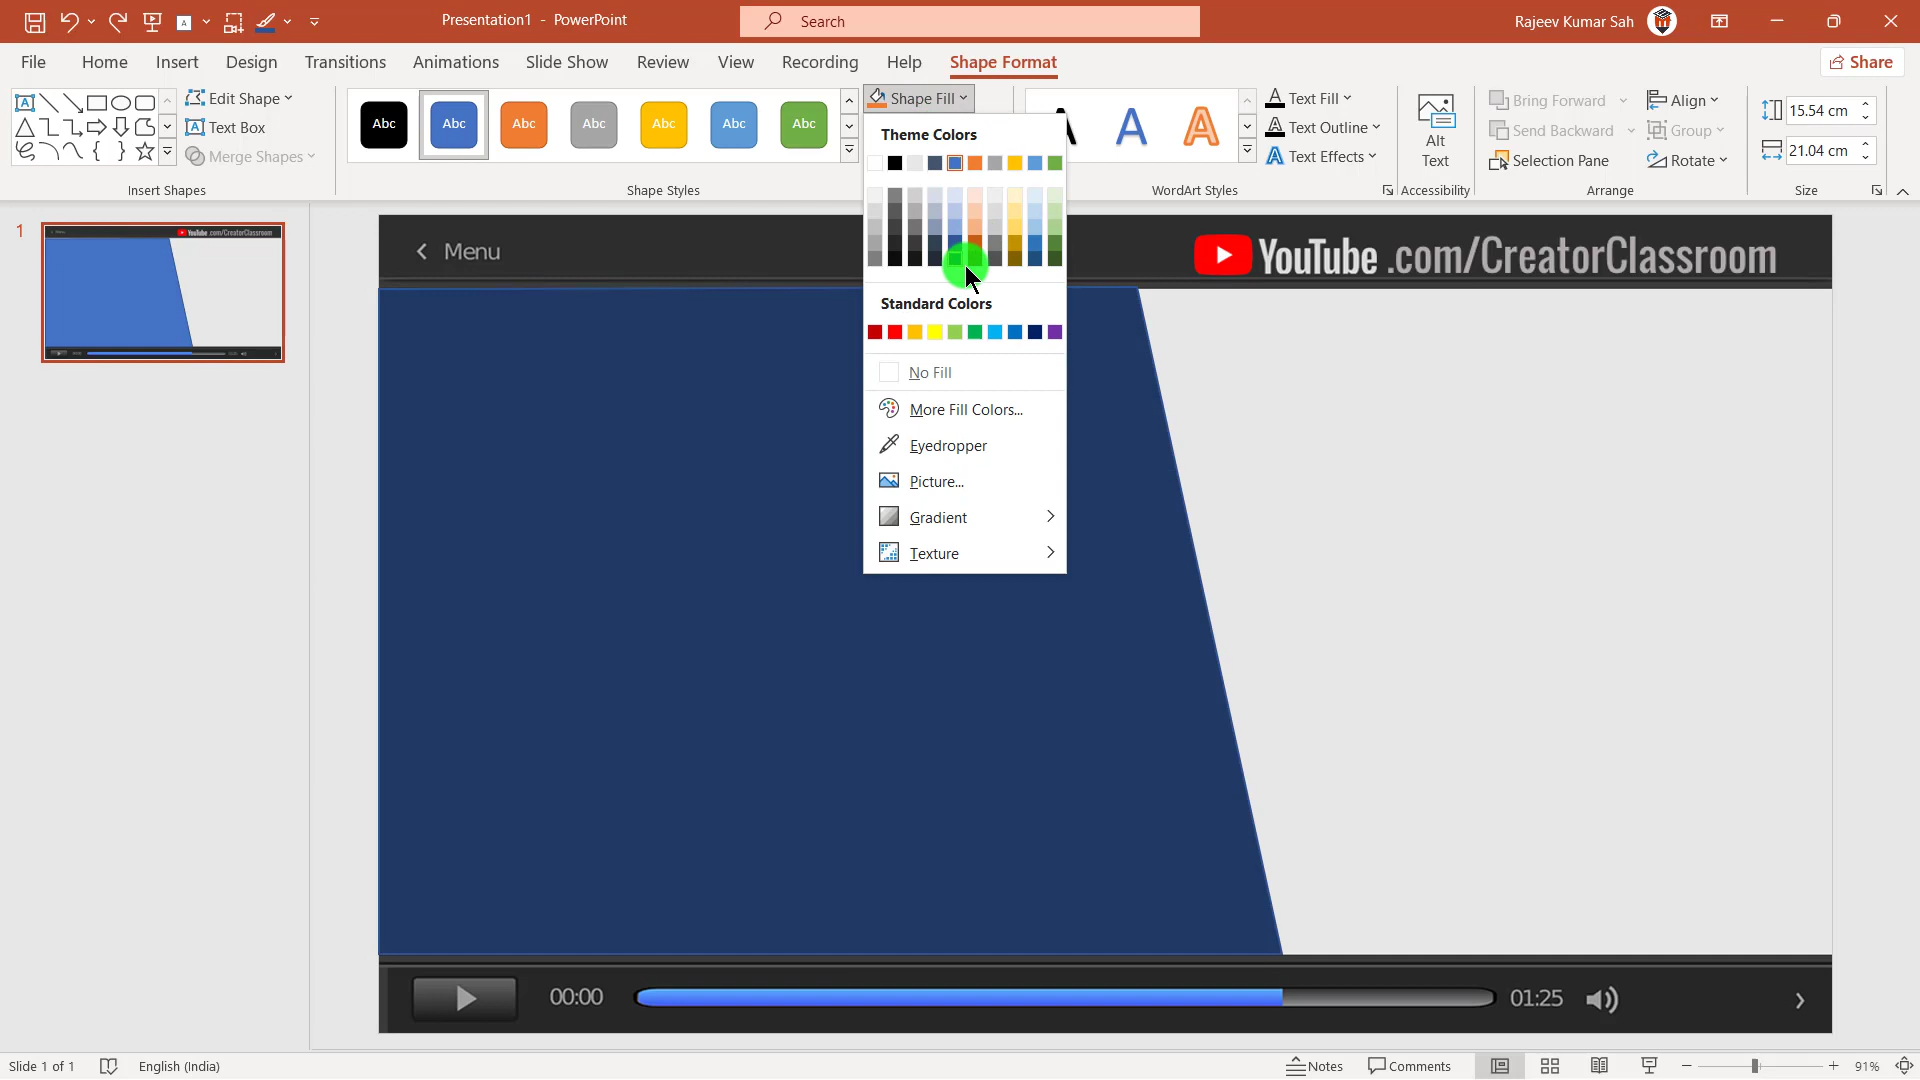 Presentation1 - PowerPoint
Search
Rajeev Kumar Sah
File Home Insert Design Transitions Animations Slide Show Review View Recording Help Shape Format
Share
Edit Shape
Text Box
Merge Shapes
Insert Shapes
Abc Abc Abc Abc Abc Abc Abc
Shape Styles
Shape Fill
Theme Colors
Standard Colors
No Fill
More Fill Colors...
Eyedropper
Picture...
Gradient
Texture
Text Fill
Text Outline
Text Effects
WordArt Styles
Alt
Text
Accessibility
Bring Forward
Send Backward
Selection Pane
Align
Group
Rotate
Arrange
15.54 cm
21.04 cm
Size
1
Menu
YouTube .com/CreatorClassroom
00:00
01:25
Slide 1 of 1
English (India)
Notes
Comments
91%